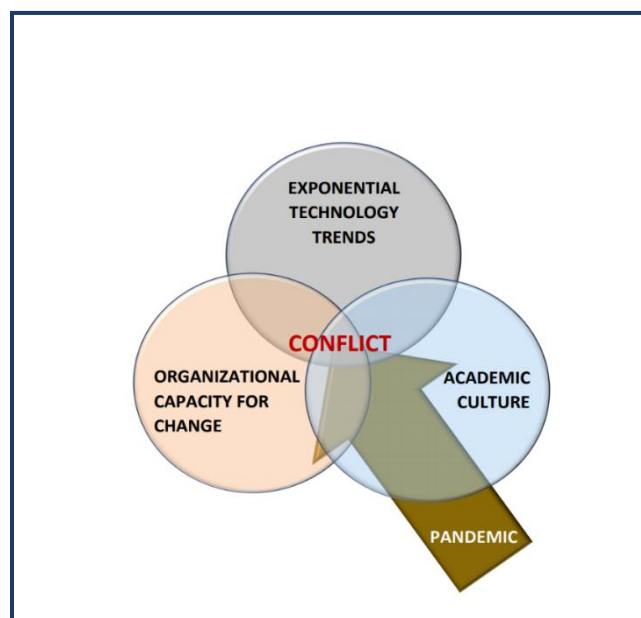 EXPONENTIAL
TECHNOLOGY
TRENDS
CONFLICT
ORGANIZATIONAL
CAPACITY FOR
CHANGE
ACADEMIC
CULTURE
PANDEMIC